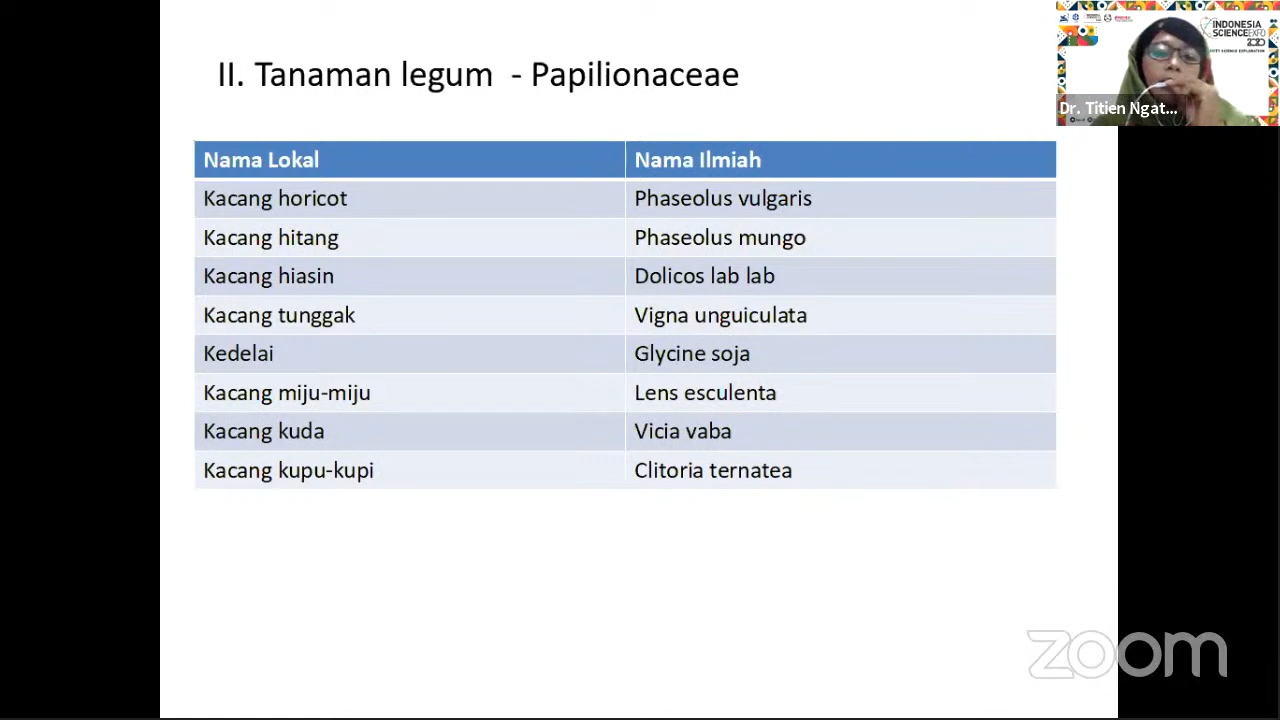 II. Tanaman legum - Papilionaceae
INDONESIA
SCIENCE EXPO
2020
Dr. Titien Ngat...
Nama Lokal Nama Ilmiah
Kacang horicot Phaseolus vulgaris
Kacang hitang Phaseolus mungo
Kacang hiasin Dolicos lab lab
Kacang tunggak Vigna unguiculata
Kedelai Glycine soja
Kacang miju-miju Lens esculenta
Kacang kuda Vicia vaba
Kacang kupu-kupi Clitoria ternatea
zoom